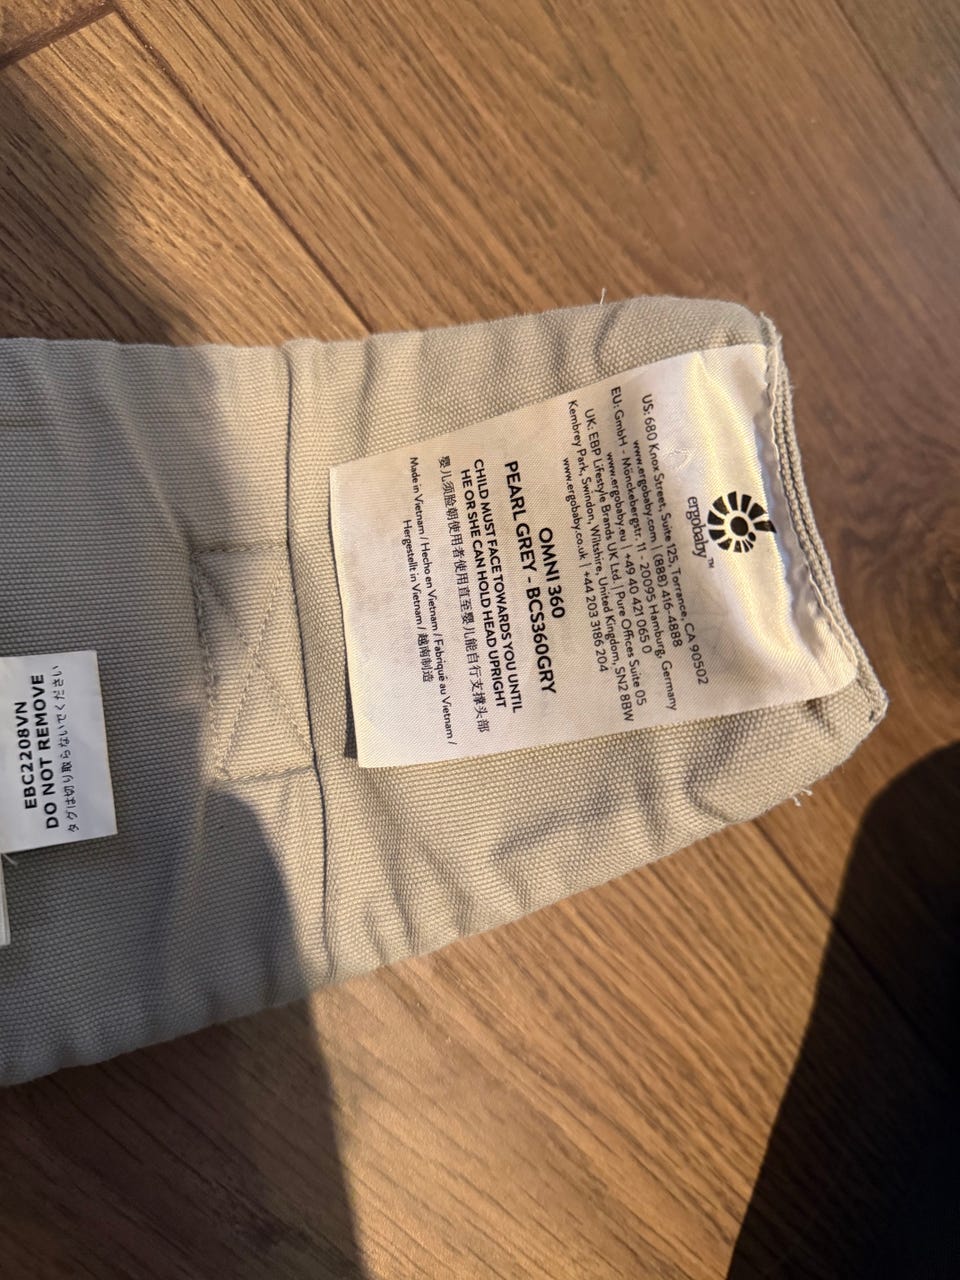 ergobaby™
US: 680 Knox Street, Suite 125, Torrance, CA 90502
www.ergobaby.com | (888) 416-4888
EU: GmbH - Mönckebergstr. 11 - 20095 Hamburg, Germany
www.ergobaby.eu | +49 40 421 065 0
UK: EBP Lifestyle Brands UK Ltd. | Pure Offices Suite 05
Kembrey Park, Swindon, Wiltshire, United Kingdom, SN2 8BW
www.ergobaby.co.uk | +44 203 3186 204
OMNI 360
PEARL GREY - BCS360GRY
CHILD MUST FACE TOWARDS YOU UNTIL
HE OR SHE CAN HOLD HEAD UPRIGHT
婴儿须脸朝使用者使用直至婴儿能自行支撑头部
Made in Vietnam / Hecho en Vietnam / Fabriqué au Vietnam /
Hergestellt in Vietnam / 越南制造
EBC2208VN
DO NOT REMOVE
タグは切り取らないでください